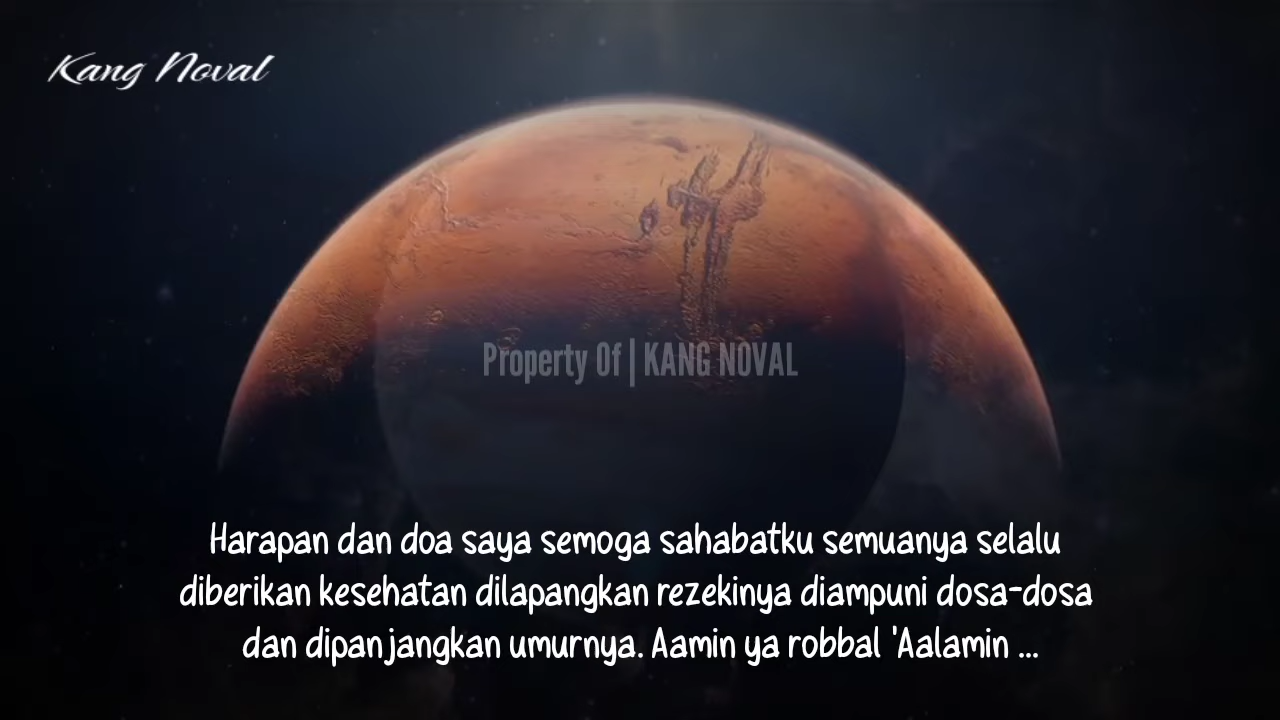 Kang Noval
Property Of | KANG NOVAL
Harapan dan doa saya semoga sahabatku semuanya selalu
diberikan kesehatan dilapangkan rezekinya diampuni dosa-dosa
dan dipanjangkan umurnya. Aamin ya robbal 'Aalamin ...